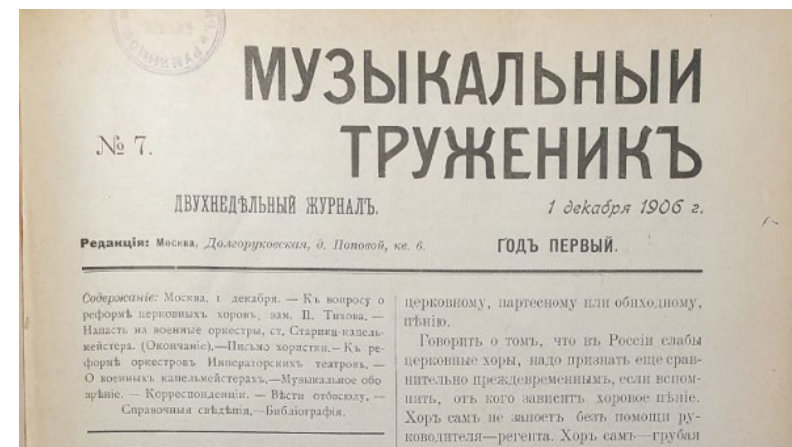 МУЗЫКАЛЬНЫЙ
№ 7.
ТРУЖЕНИКЪ
ДВУХНЕДѢЛЬНЫЙ ЖУРНАЛЪ.
1 декабря 1906 г.
Редакція: Москва, Долгоруковская, д. Поповой, кв. 6.
ГОДЪ ПЕРВЫЙ.
Содержаніе: Москва, 1 декабря. — Къ вопросу о
реформѣ церковныхъ хоровъ, зам. П. Тихова. —
Напасть на военные оркестры, ст. Старика-капель-
мейстера. (Окончаніе).—Письмо хористки.—Къ ре-
формѣ оркестровъ Императорскихъ театровъ. —
О военныхъ капельмейстерахъ.—Музыкальное обо
зрѣніе. — Корреспонденціи. — Вѣсти отовсюду. —
Справочныя свѣдѣнія.—Библіографія.
церковному, партесному или обиходному,
пѣнію.
Говорить о томъ, что въ Россіи слабы
церковные хоры, надо признать еще срав-
нительно преждевременнымъ, если вспом-
нить, отъ кого зависитъ хоровое пѣніе.
Хоръ самъ не запоетъ безъ помощи ру-
ководителя—регента. Хоръ самъ—грубая